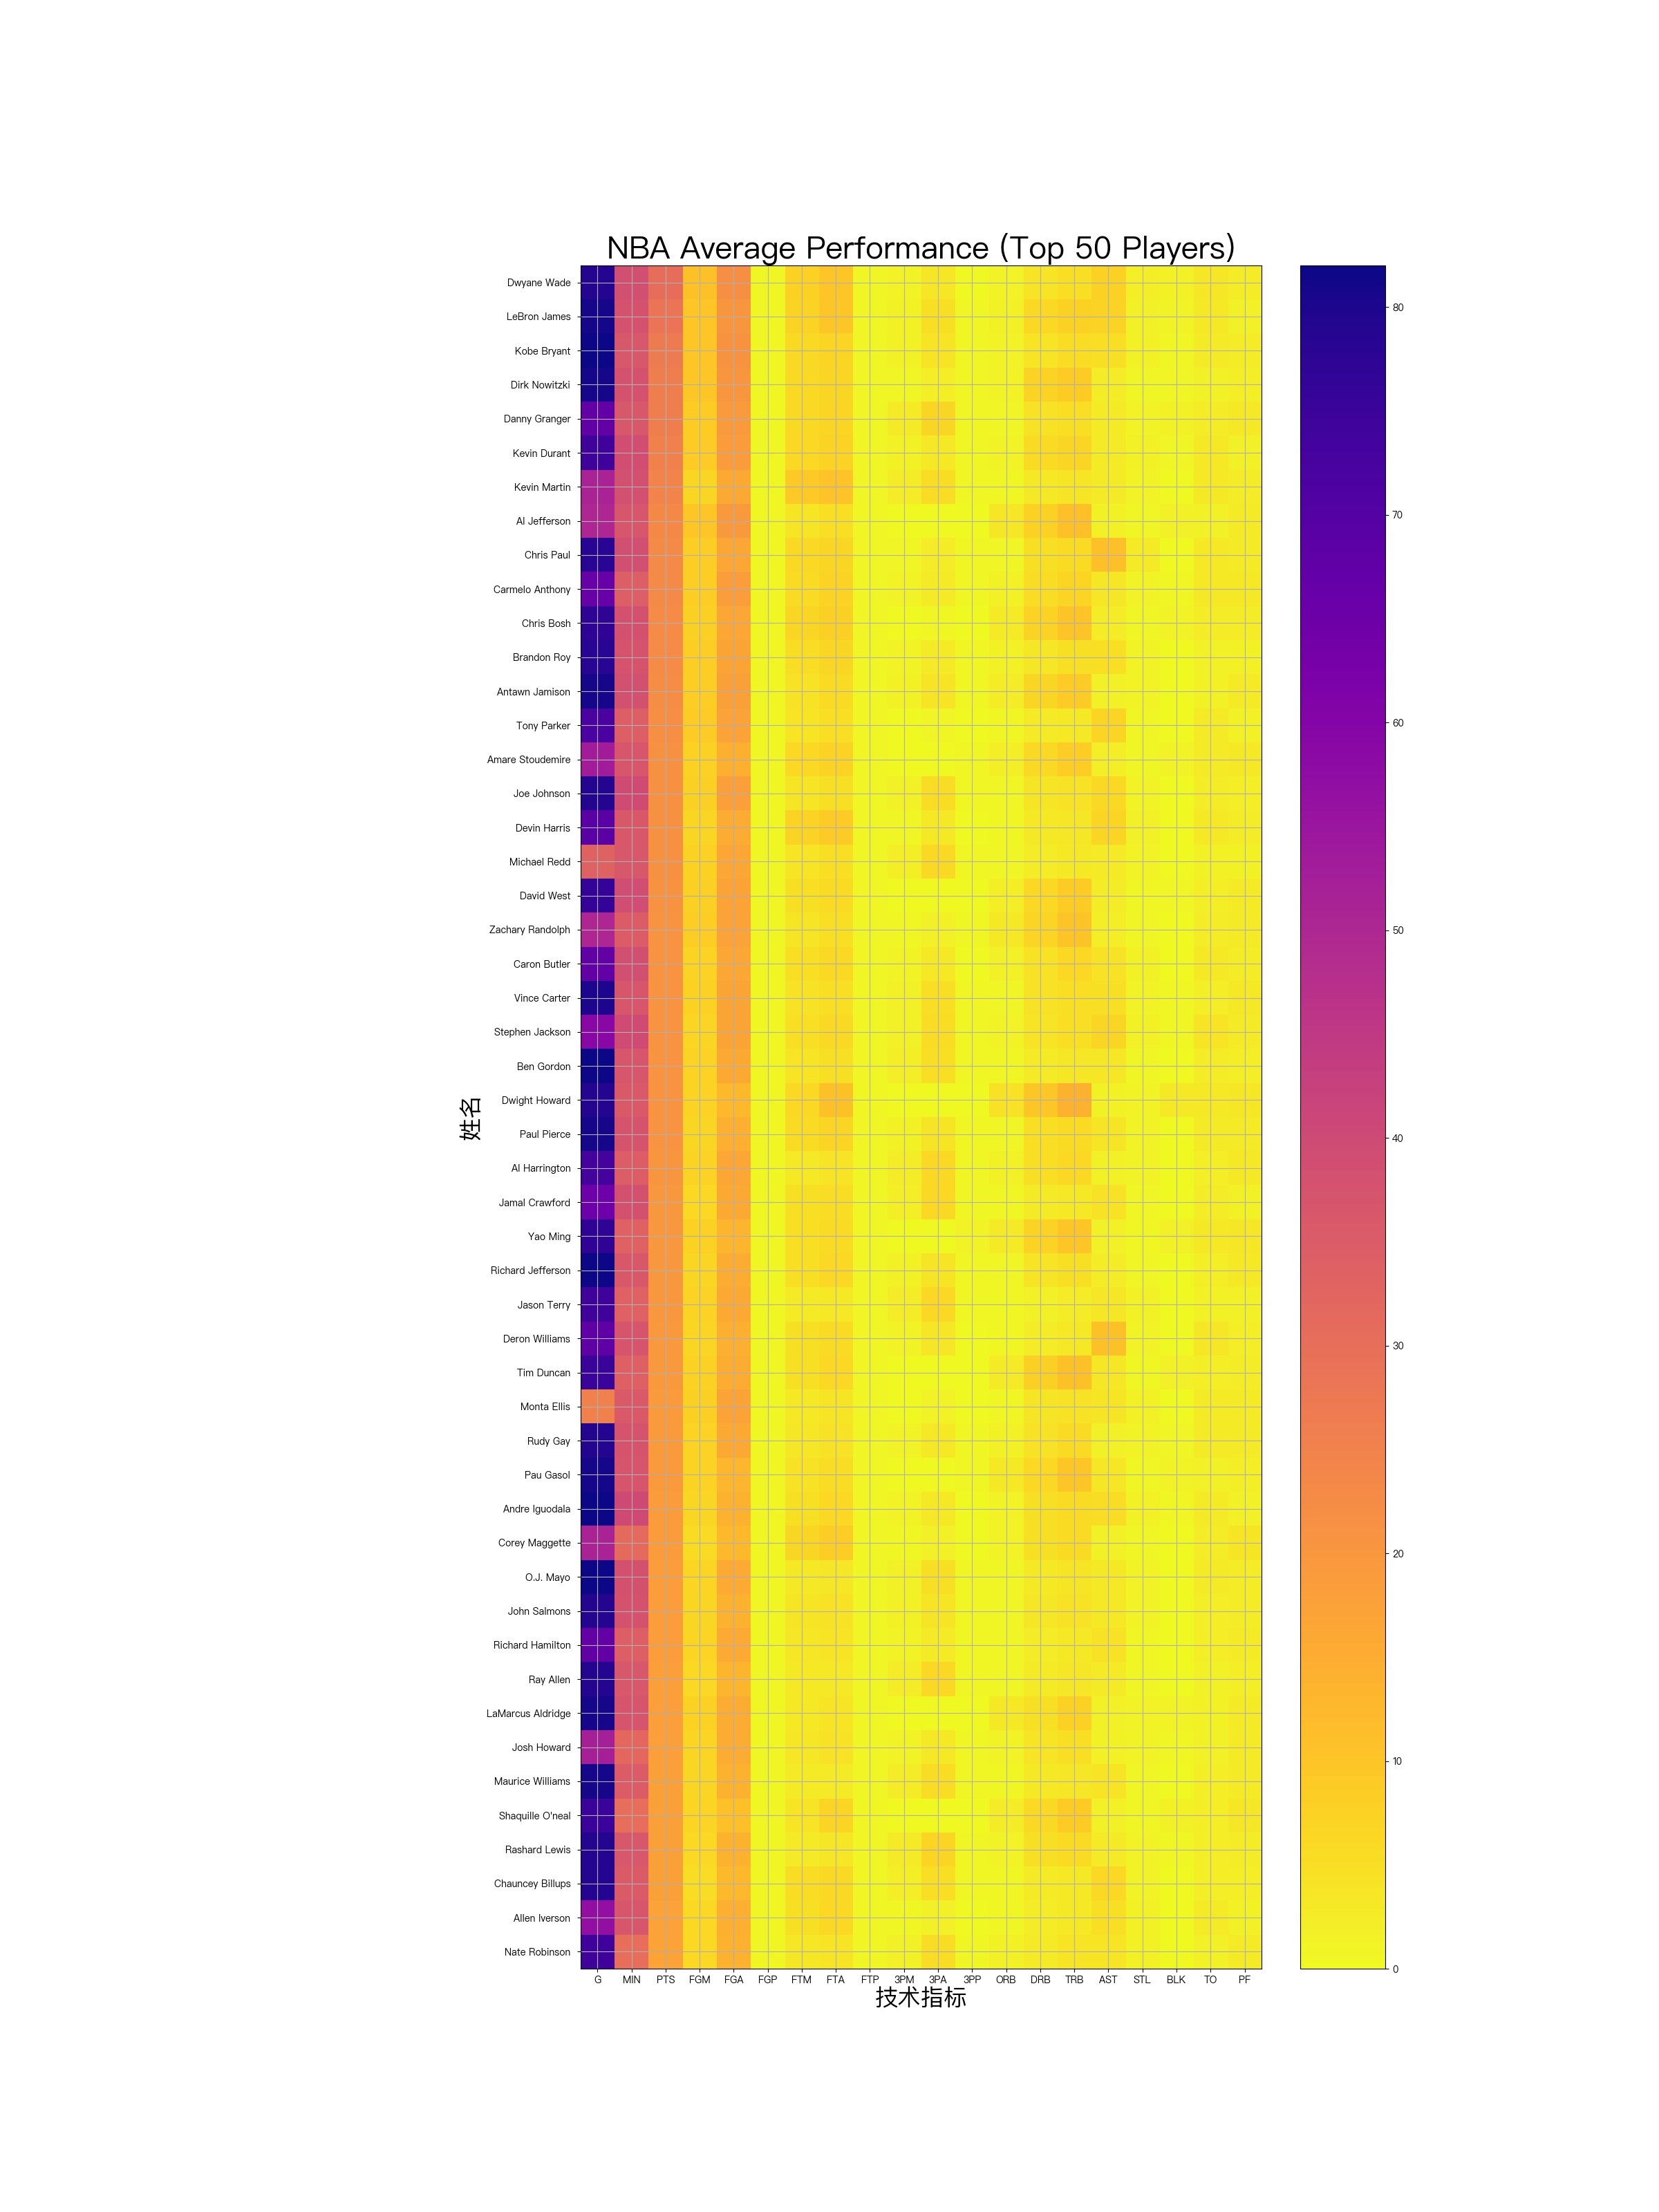 NBA Average Performance (Top 50 Players)
Dwyane Wade
LeBron James
Kobe Bryant
Dirk Nowitzki
Danny Granger
Kevin Durant
Kevin Martin
Al Jefferson
Chris Paul
Carmelo Anthony
Chris Bosh
Brandon Roy
Antawn Jamison
Tony Parker
Amare Stoudemire
Joe Johnson
Devin Harris
Michael Redd
David West
Zachary Randolph
Caron Butler
Vince Carter
Stephen Jackson
Ben Gordon
Dwight Howard
Paul Pierce
Al Harrington
Jamal Crawford
Yao Ming
Richard Jefferson
Jason Terry
Deron Williams
Tim Duncan
Monta Ellis
Rudy Gay
Pau Gasol
Andre Iguodala
Corey Maggette
O.J. Mayo
John Salmons
Richard Hamilton
Ray Allen
LaMarcus Aldridge
Josh Howard
Maurice Williams
Shaquille O'neal
Rashard Lewis
Chauncey Billups
Allen Iverson
Nate Robinson
姓名
G MIN PTS FGM FGA FGP FTM FTA FTP 3PM 3PA 3PP ORB DRB TRB AST STL BLK TO PF
技术指标
80
70
60
50
40
30
20
10
0